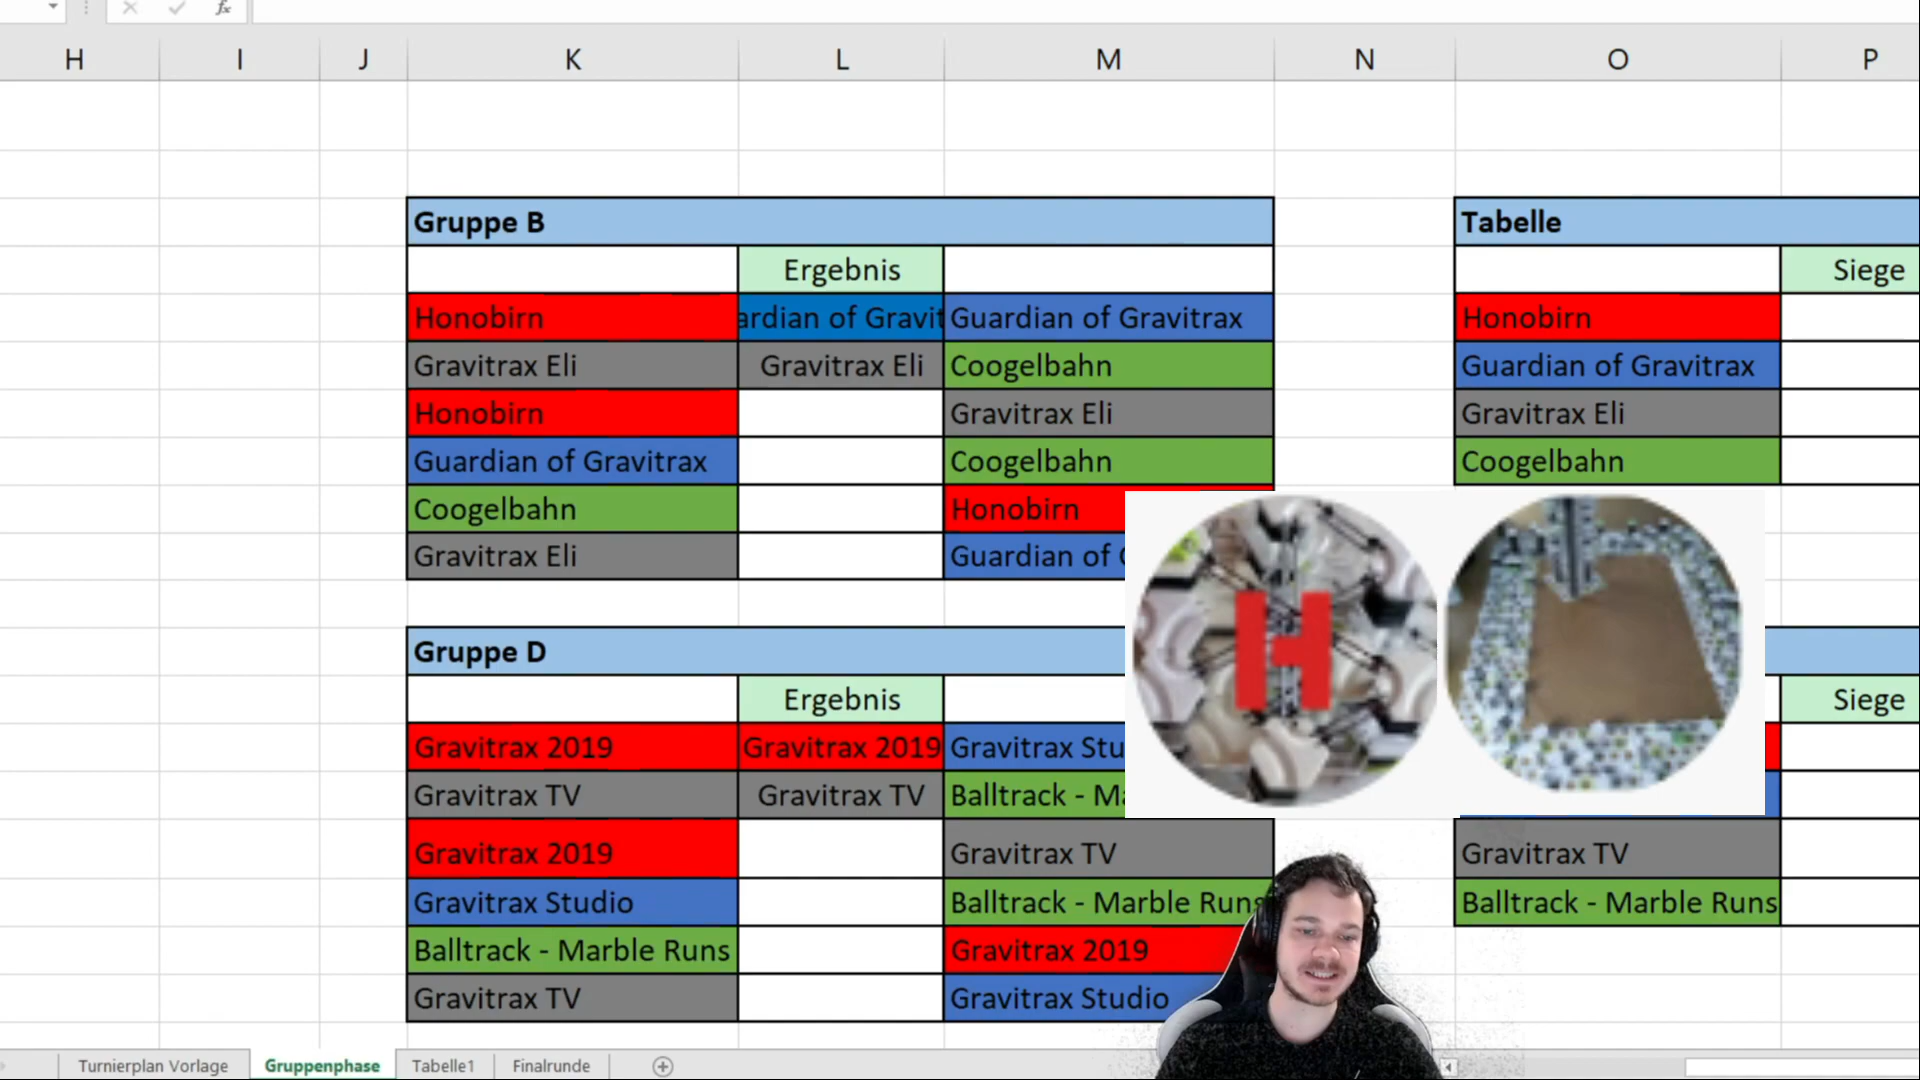 fx
H I J K L M N O P
Gruppe B Tabelle
Ergebnis Siege
Honobirn ardian of Gravit Guardian of Gravitrax Honobirn
Gravitrax Eli Gravitrax Eli Coogelbahn Guardian of Gravitrax
Honobirn Gravitrax Eli Gravitrax Eli
Guardian of Gravitrax Coogelbahn Coogelbahn
Coogelbahn Honobirn
Gravitrax Eli Guardian of
H
Gruppe D
Ergebnis Siege
Gravitrax 2019 Gravitrax 2019 Gravitrax Stu
Gravitrax TV Gravitrax TV Balltrack - Ma
Gravitrax 2019 Gravitrax TV Gravitrax TV
Gravitrax Studio Balltrack - Marble Runs Balltrack - Marble Runs
Balltrack - Marble Runs Gravitrax 2019
Gravitrax TV Gravitrax Studio
Turnierplan Vorlage Gruppenphase Tabelle1 Finalrunde